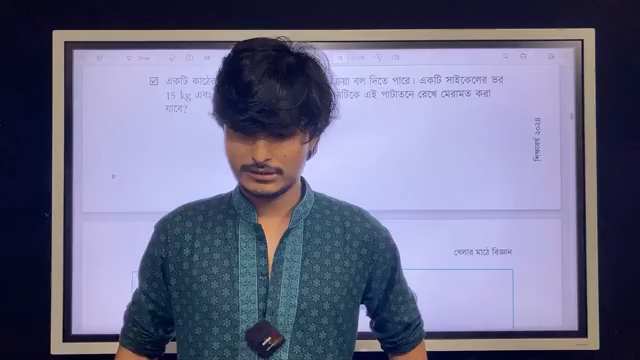 একটি কাঠের ক্রিয়া বল দিতে পারে। একটি সাইকেলের ভর
15 kg এবং টিকে এই পাটাতনে রেখে মেরামত করা
যাবে?
শিক্ষাবর্ষ ২০২৪
খেলার মাঠে বিজ্ঞান